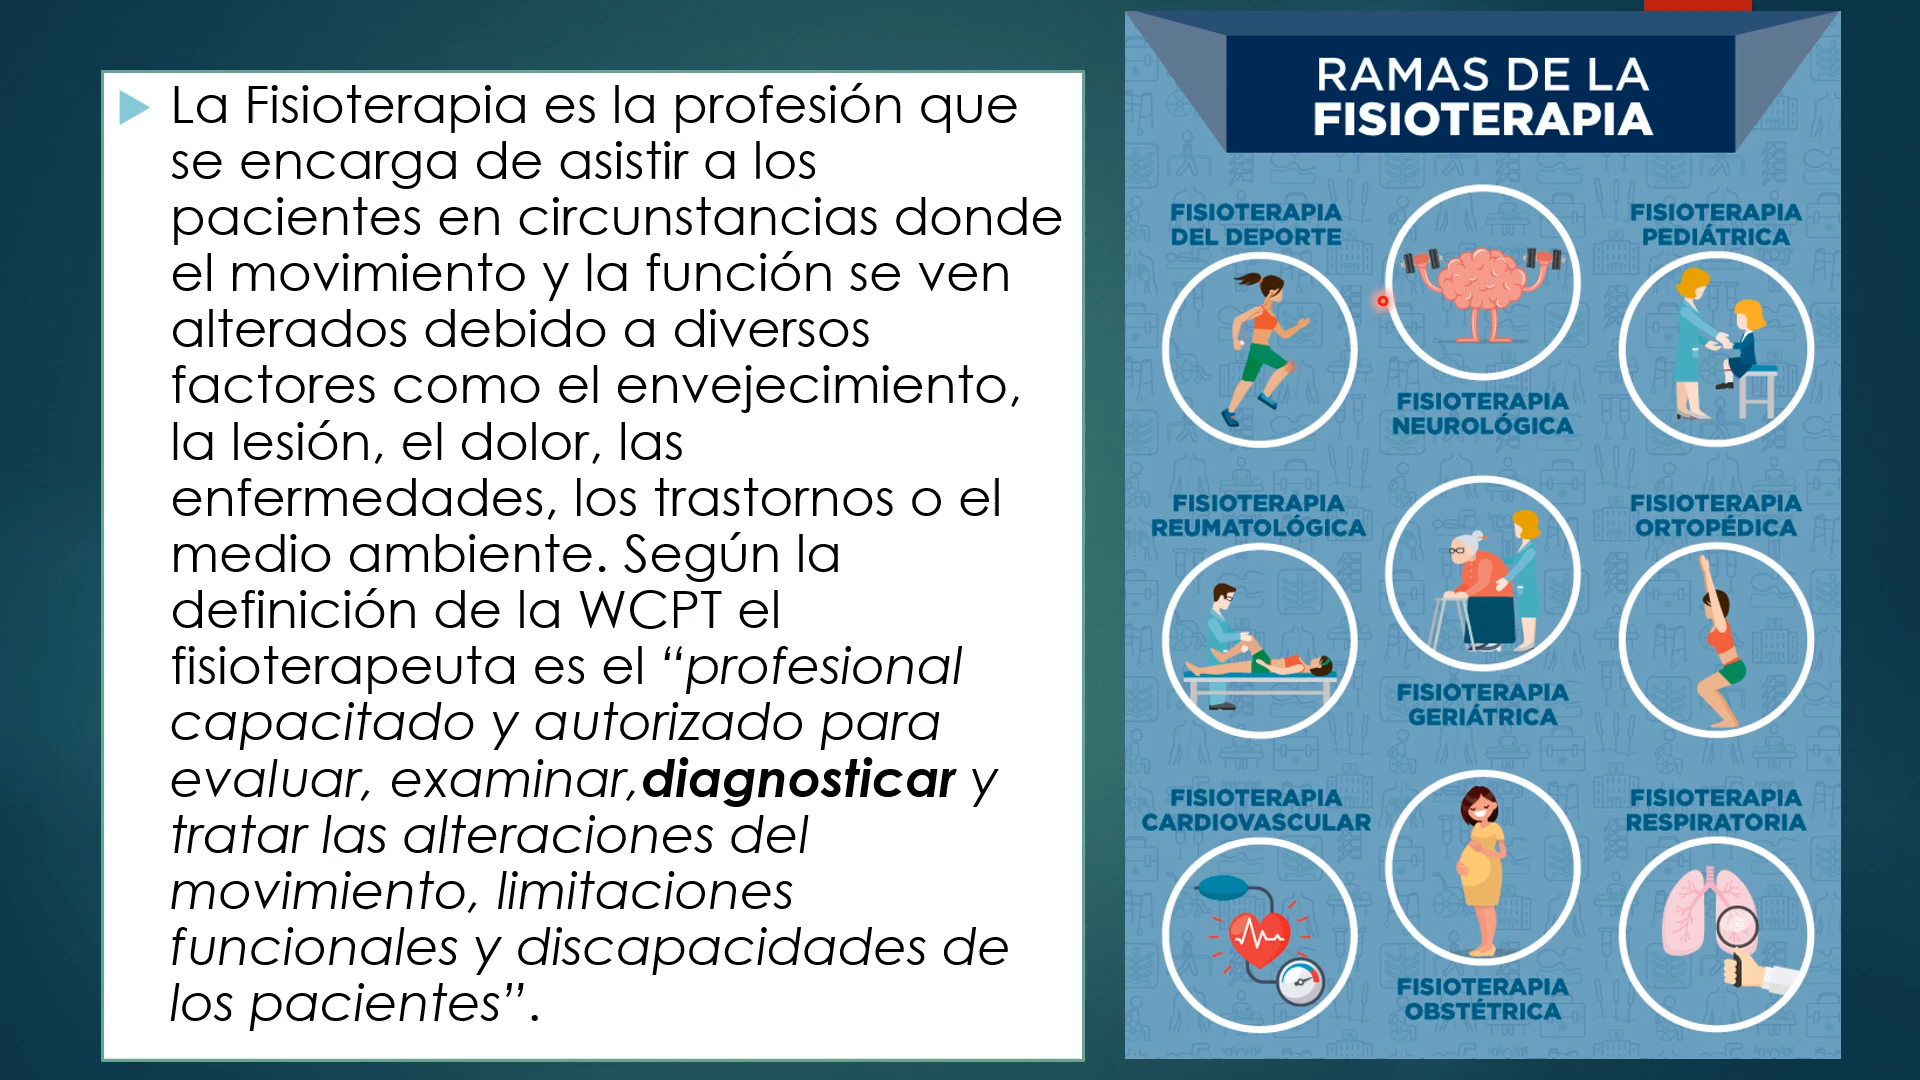 La Fisioterapia es la profesión que
se encarga de asistir a los
pacientes en circunstancias donde
el movimiento y la función se ven
alterados debido a diversos
factores como el envejecimiento,
la lesión, el dolor, las
enfermedades, los trastornos o el
medio ambiente. Según la
definición de la WCPT el
fisioterapeuta es el “profesional
capacitado y autorizado para
evaluar, examinar,diagnosticar y
tratar las alteraciones del
movimiento, limitaciones
funcionales y discapacidades de
los pacientes”.
RAMAS DE LA
FISIOTERAPIA
FISIOTERAPIA
DEL DEPORTE
FISIOTERAPIA
NEUROLÓGICA
FISIOTERAPIA
PEDIÁTRICA
FISIOTERAPIA
REUMATOLÓGICA
FISIOTERAPIA
GERIÁTRICA
FISIOTERAPIA
ORTOPÉDICA
FISIOTERAPIA
CARDIOVASCULAR
FISIOTERAPIA
OBSTÉTRICA
FISIOTERAPIA
RESPIRATORIA